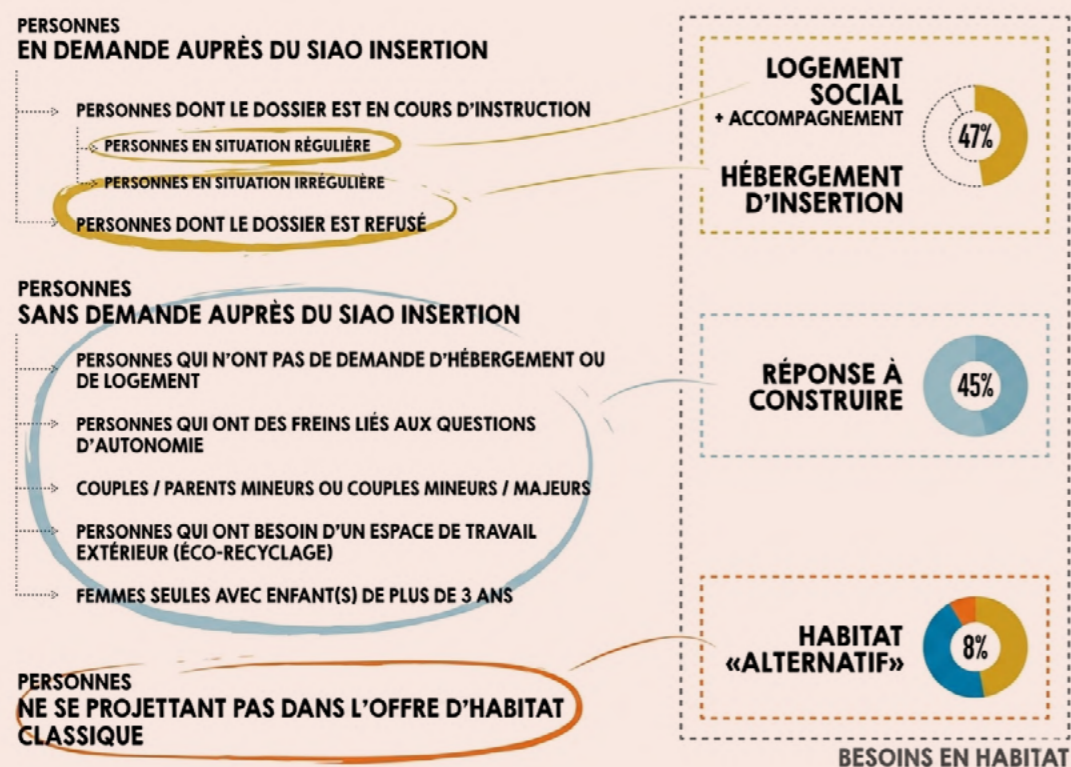 PERSONNES
EN DEMANDE AUPRÈS DU SIAO INSERTION
PERSONNES DONT LE DOSSIER EST EN COURS D'INSTRUCTION
PERSONNES EN SITUATION RÉGULIÈRE
PERSONNES EN SITUATION IRRÉGULIÈRE
PERSONNES DONT LE DOSSIER EST REFUSÉ
LOGEMENT
SOCIAL
+ ACCOMPAGNEMENT
47%
HÉBERGEMENT
D'INSERTION
PERSONNES
SANS DEMANDE AUPRÈS DU SIAO INSERTION
PERSONNES QUI N'ONT PAS DE DEMANDE D'HÉBERGEMENT OU
DE LOGEMENT
PERSONNES QUI ONT DES FREINS LIÉS AUX QUESTIONS
D'AUTONOMIE
COUPLES / PARENTS MINEURS OU COUPLES MINEURS / MAJEURS
PERSONNES QUI ONT BESOIN D'UN ESPACE DE TRAVAIL
EXTÉRIEUR (ÉCO-RECYCLAGE)
FEMMES SEULES AVEC ENFANT(S) DE PLUS DE 3 ANS
RÉPONSE À
CONSTRUIRE
45%
PERSONNES
NE SE PROJETTANT PAS DANS L'OFFRE D'HABITAT
CLASSIQUE
HABITAT
«ALTERNATIF»
8%
BESOINS EN HABITAT